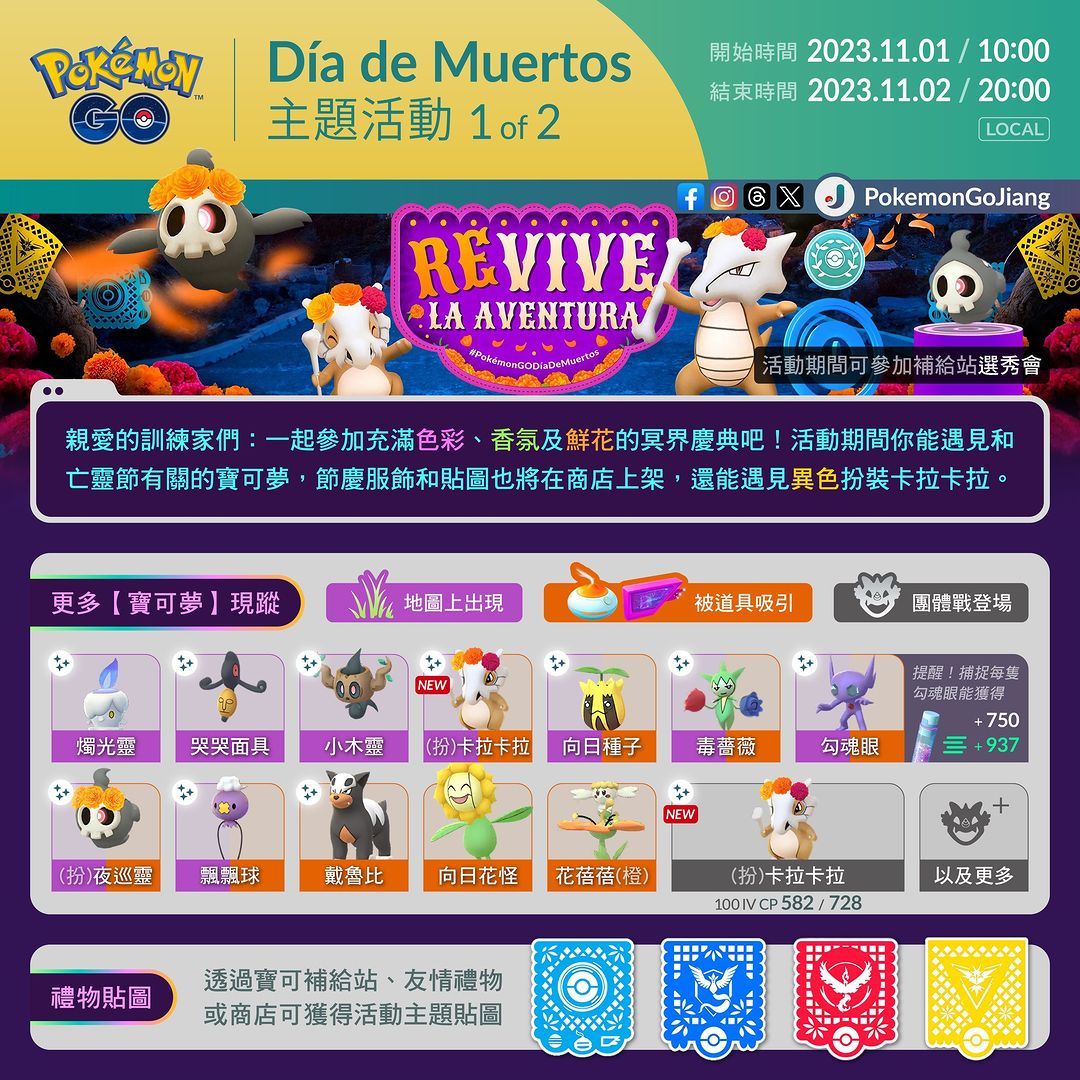 POKÉMON
GO
TM
Día de Muertos
主題活動 1 of 2
開始時間 2023.11.01 / 10:00
結束時間 2023.11.02 / 20:00
LOCAL
PokemonGoJiang
REVIVE
LA AVENTURA
#PokémonGODíaDeMuertos
活動期間可參加補給站選秀會
親愛的訓練家們：一起參加充滿色彩、香氛及鮮花的冥界慶典吧！活動期間你能遇見和
亡靈節有關的寶可夢，節慶服飾和貼圖也將在商店上架，還能遇見異色扮裝卡拉卡拉。
更多【寶可夢】現蹤
地圖上出現
被道具吸引
團體戰登場
燭光靈
哭哭面具
小木靈
NEW
(扮)卡拉卡拉
向日種子
毒薔薇
勾魂眼
提醒！捕捉每隻
勾魂眼能獲得
+750
+937
(扮)夜巡靈
飄飄球
戴魯比
向日花怪
花蓓蓓(橙)
NEW
(扮)卡拉卡拉
100 IV CP 582 / 728
+
以及更多
禮物貼圖
透過寶可補給站、友情禮物
或商店可獲得活動主題貼圖